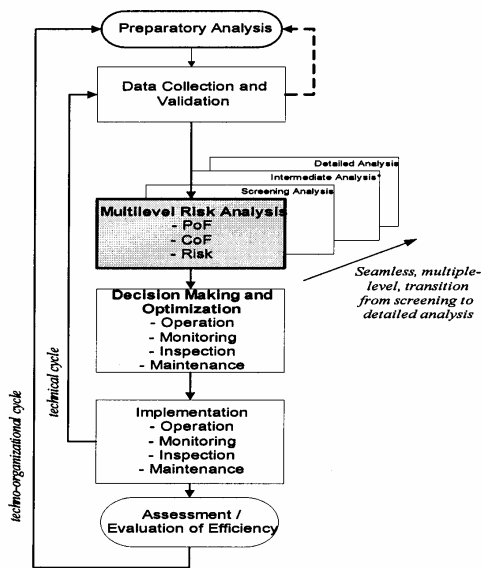 Preparatory Analysis
Data Collection and
Validation
Detailed Analysis
Intermediate Analysis*
Screening Analysis
Multilevel Risk Analysis
- PoF
- CoF
- Risk
Seamless, multiple-
level, transition
from screening to
detailed analysis
Decision Making and
Optimization
- Operation
- Monitoring
- Inspection
- Maintenance
technical cycle
techno-organizational cycle
Implementation
- Operation
- Monitoring
- Inspection
- Maintenance
Assessment /
Evaluation of Efficiency